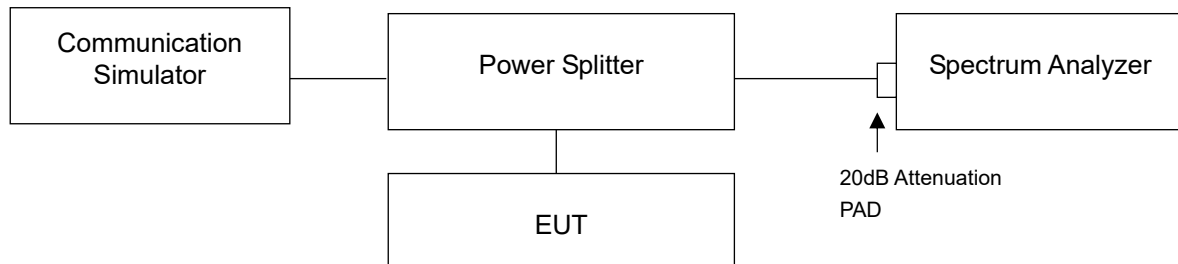 Communication
Simulator
Power Splitter
Spectrum Analyzer
20dB Attenuation
PAD
EUT